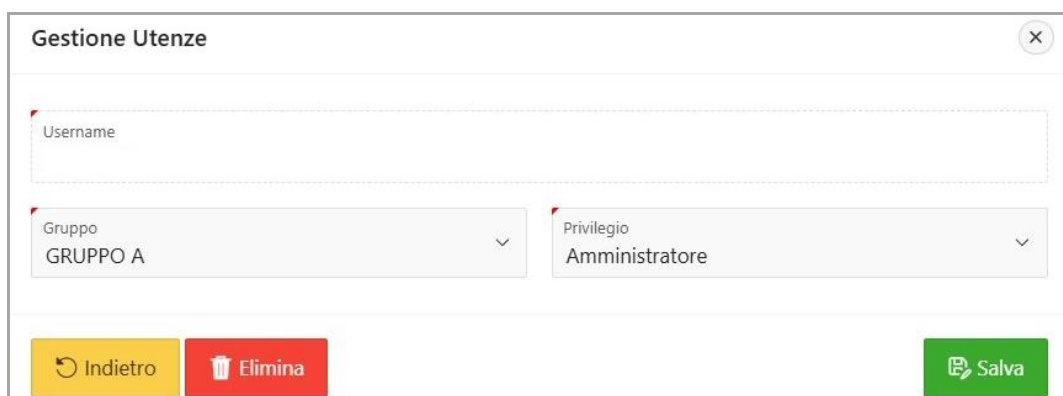 Gestione Utenze
Username
Gruppo
GRUPPO A
Privilegio
Amministratore
Indietro
Elimina
Salva